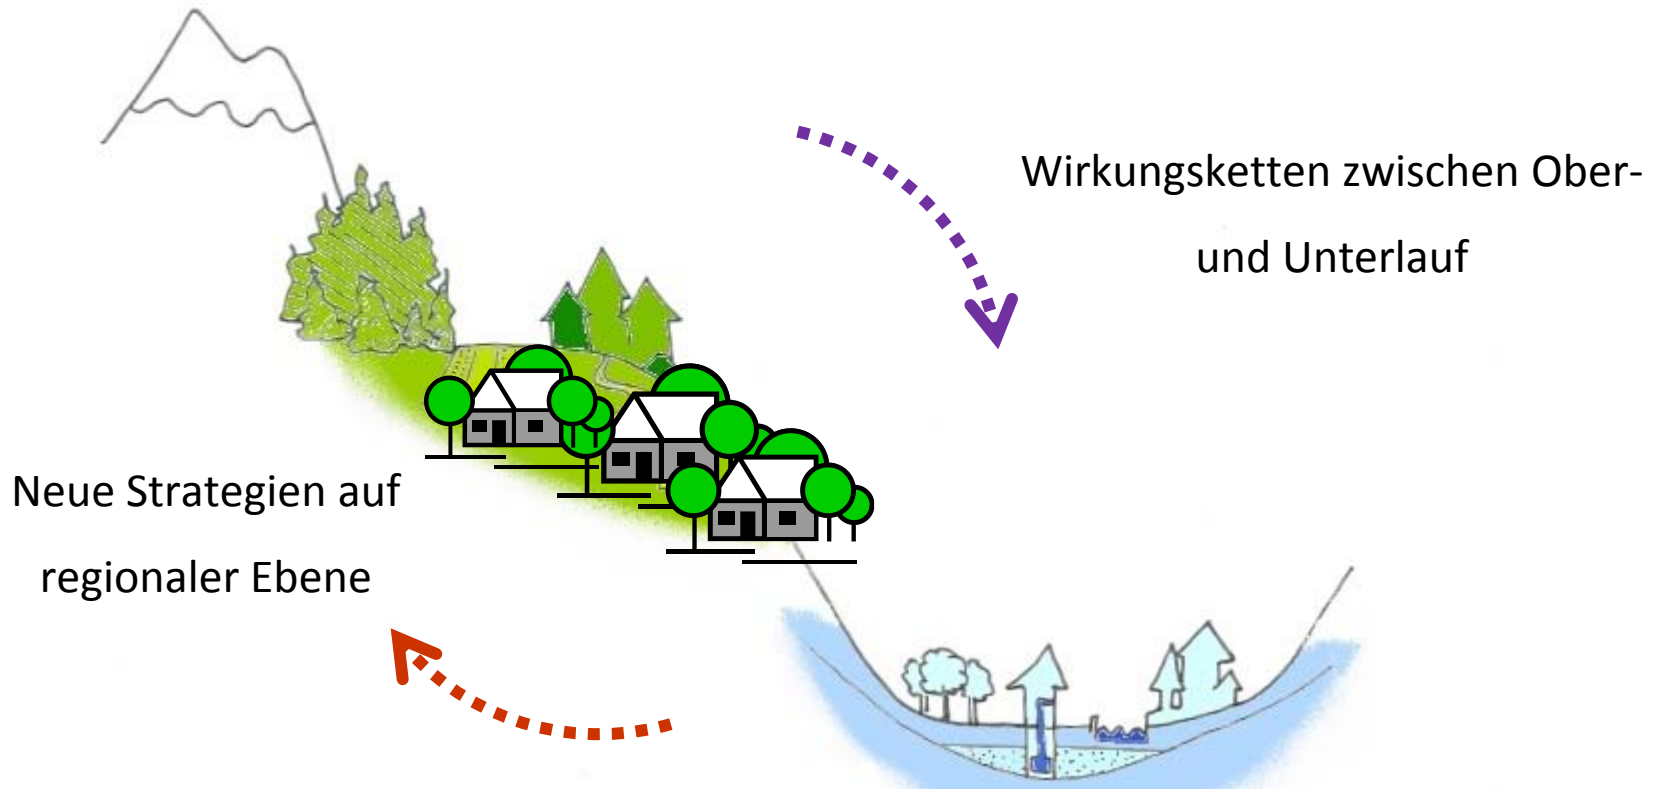 Wirkungsketten zwischen Ober-
und Unterlauf
Neue Strategien auf
regionaler Ebene